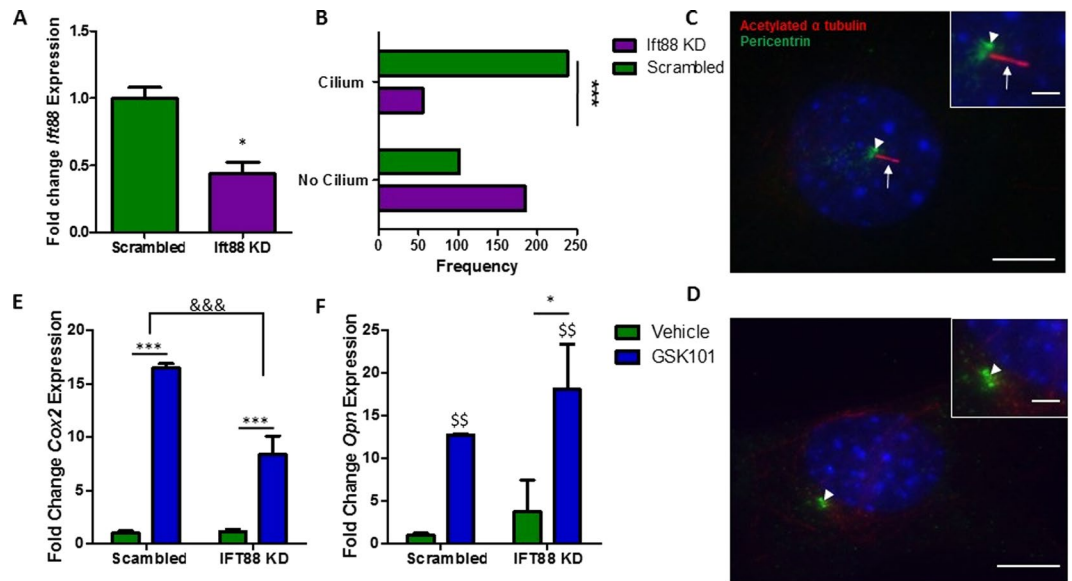 A
Fold change Ift88 Expression
1.5
1.0
0.5
0.0
*
Scrambled Ift88 KD
B
Cilium
No Cilium
***
0 50 100 150 200 250
Frequency
Ift88 KD
Scrambled
C
Acetylated α tubulin
Pericentrin
E
Fold Change Cox2 Expression
20
15
10
5
0
&&&
***
***
Scambled IFT88 KD
F
Fold Change Opn Expression
25
20
15
10
5
0
$$
*
$$
Scrambled IFT88 KD
Vehicle
GSK101
D